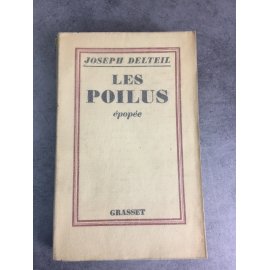 JOSEPH DELTEIL
LES
POILUS
épopée
GRASSET